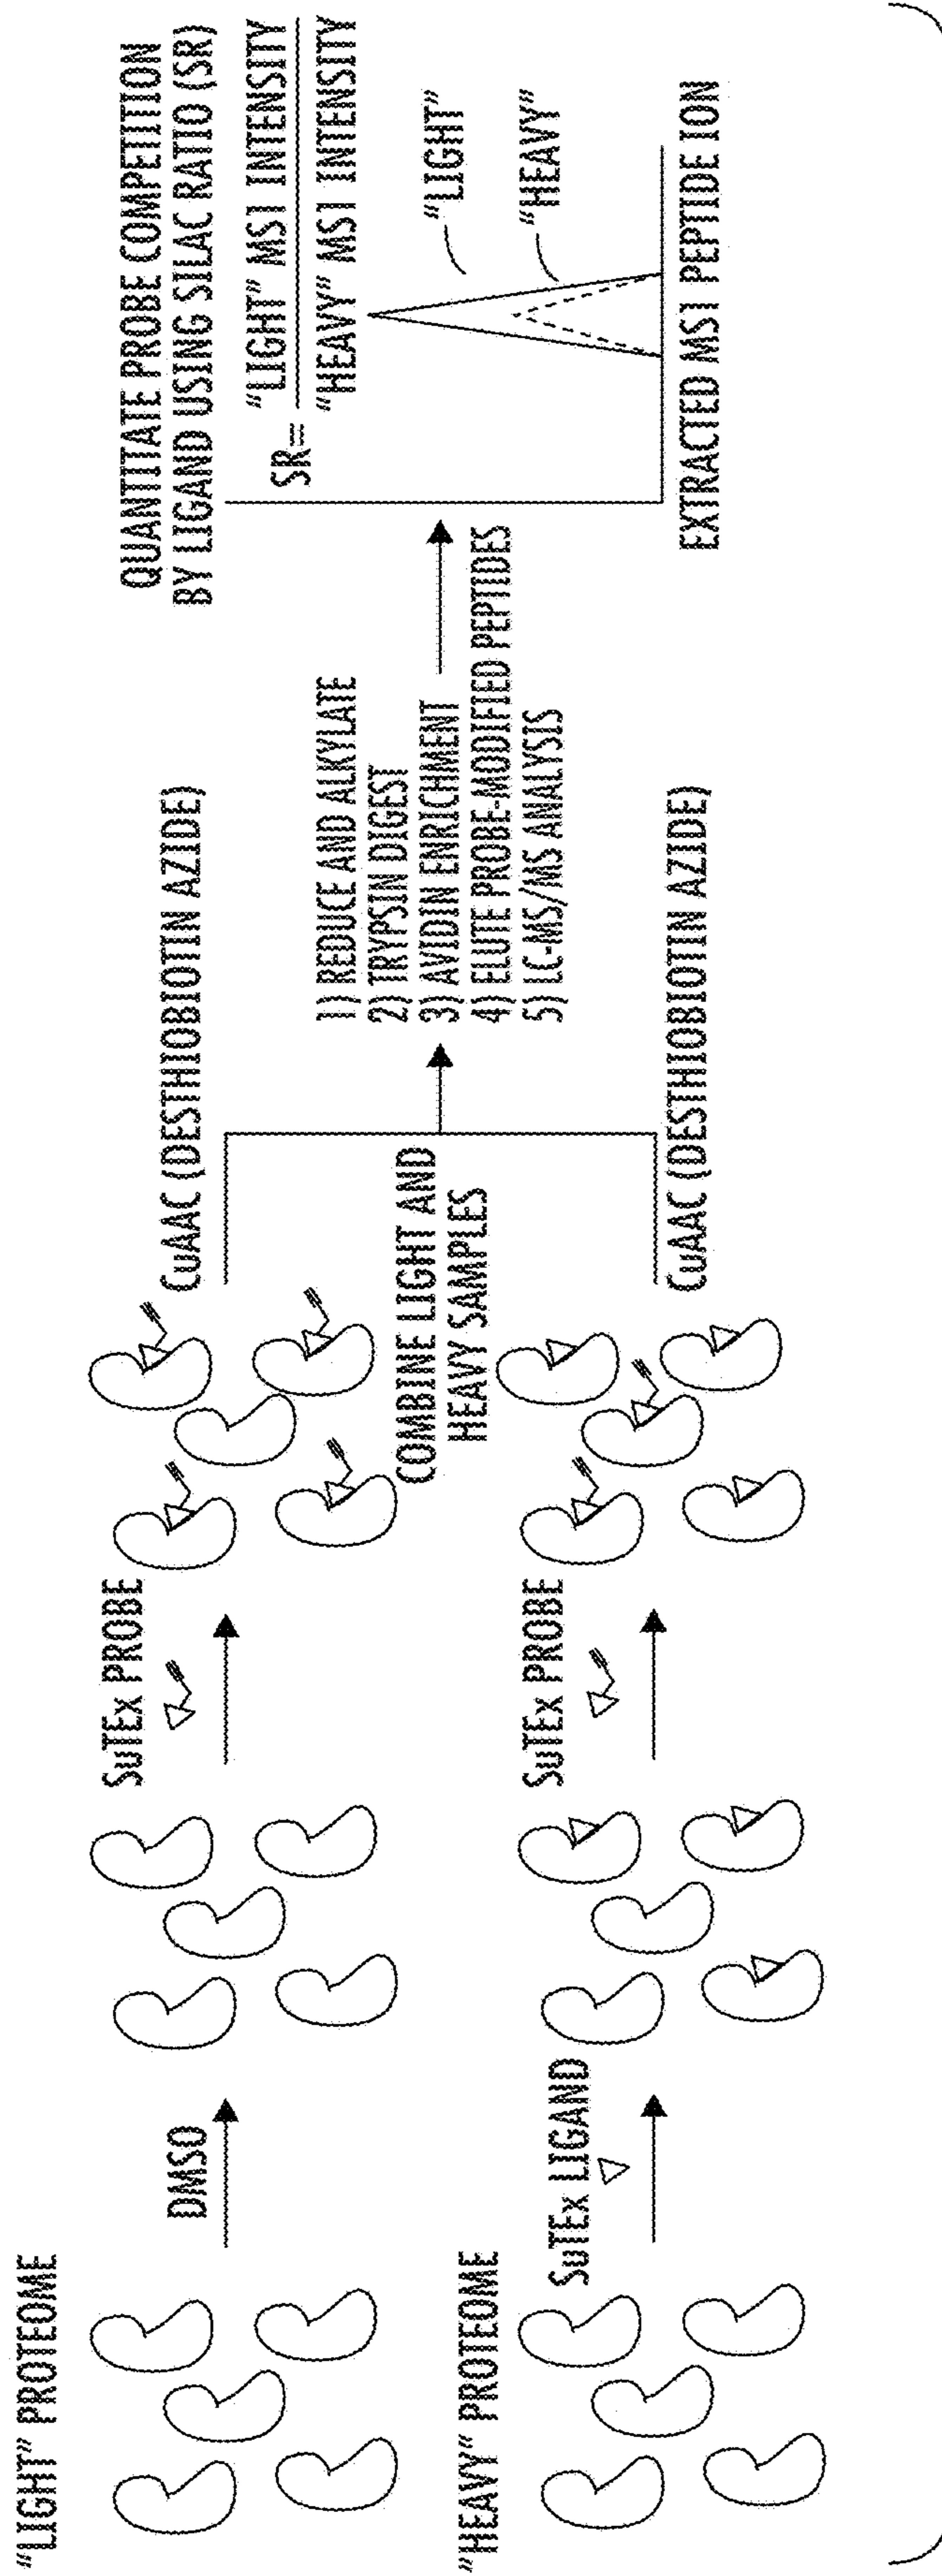 "LIGHT" PROTEOME
DMSO
SuTEx PROBE
CuAAC (DESTHIOBIOTIN AZIDE)
"HEAVY" PROTEOME
SuTEx LIGAND
SuTEx PROBE
COMBINE LIGHT AND
HEAVY SAMPLES
CuAAC (DESTHIOBIOTIN AZIDE)
1) REDUCE AND ALKYLATE
2) TRYPSIN DIGEST
3) AVIDIN ENRICHMENT
4) ELUTE PROBE-MODIFIED PEPTIDES
5) LC-MS/MS ANALYSIS
QUANTITATE PROBE COMPETITION
BY LIGAND USING SILAC RATIO (SR)
"LIGHT" MS1 INTENSITY
SR=
"HEAVY" MS1 INTENSITY
"LIGHT"
"HEAVY"
EXTRACTED MS1 PEPTIDE ION